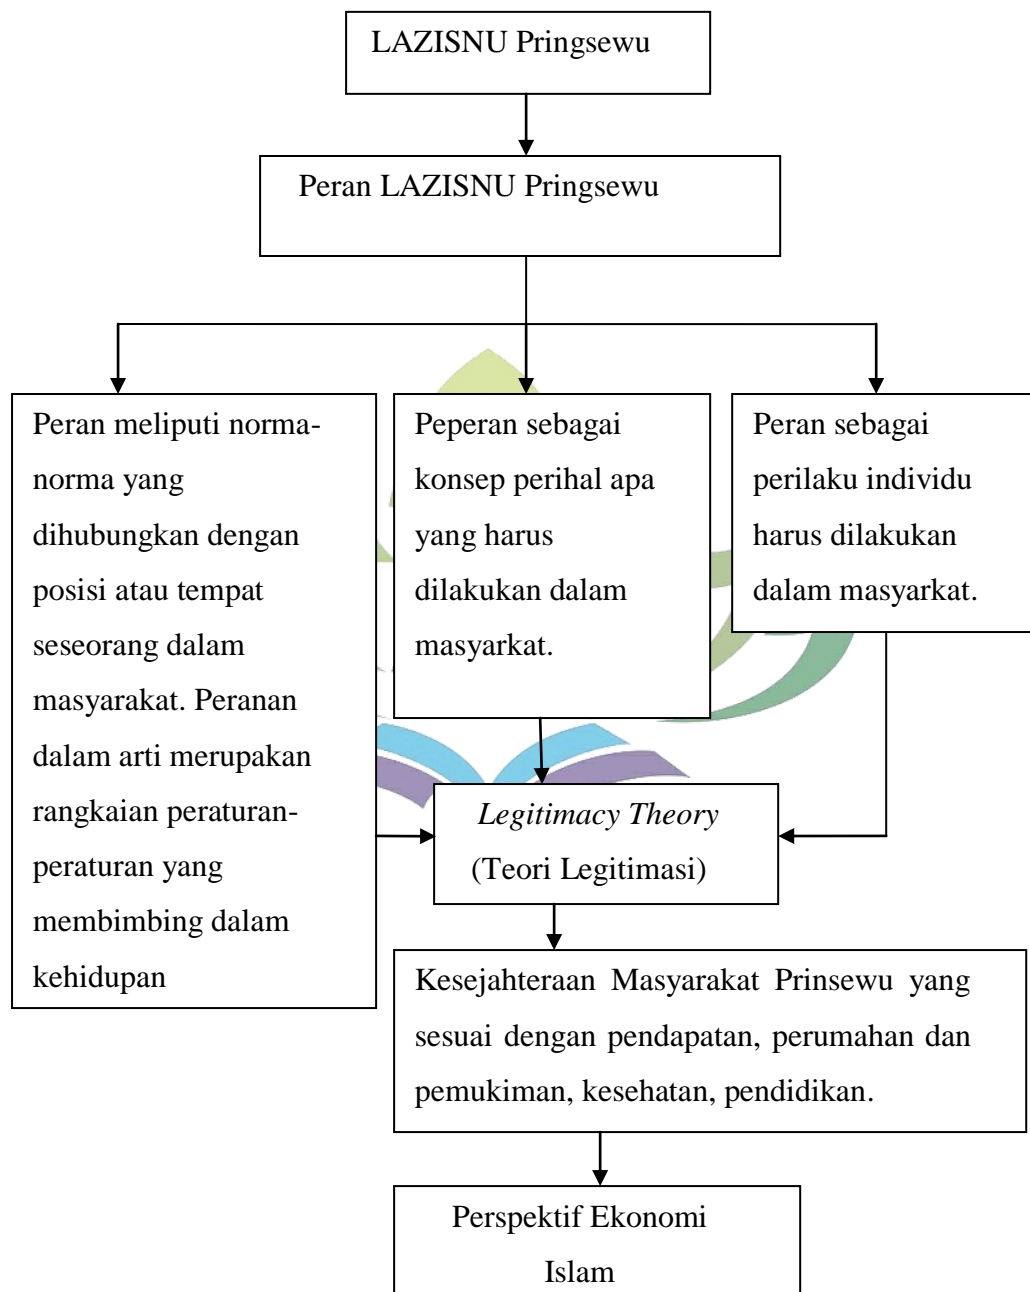 LAZISNU Pringsewu
Peran LAZISNU Pringsewu
Peran meliputi norma-
norma yang
dihubungkan dengan
posisi atau tempat
seseorang dalam
masyarakat. Peranan
dalam arti merupakan
rangkaian peraturan-
peraturan yang
membimbing dalam
kehidupan
Peperan sebagai
konsep perihal apa
yang harus
dilakukan dalam
masyarkat.
Peran sebagai
perilaku individu
harus dilakukan
dalam masyarkat.
Legitimacy Theory
(Teori Legitimasi)
Kesejahteraan Masyarakat Prinsewu yang
sesuai dengan pendapatan, perumahan dan
pemukiman, kesehatan, pendidikan.
Perspektif Ekonomi
Islam